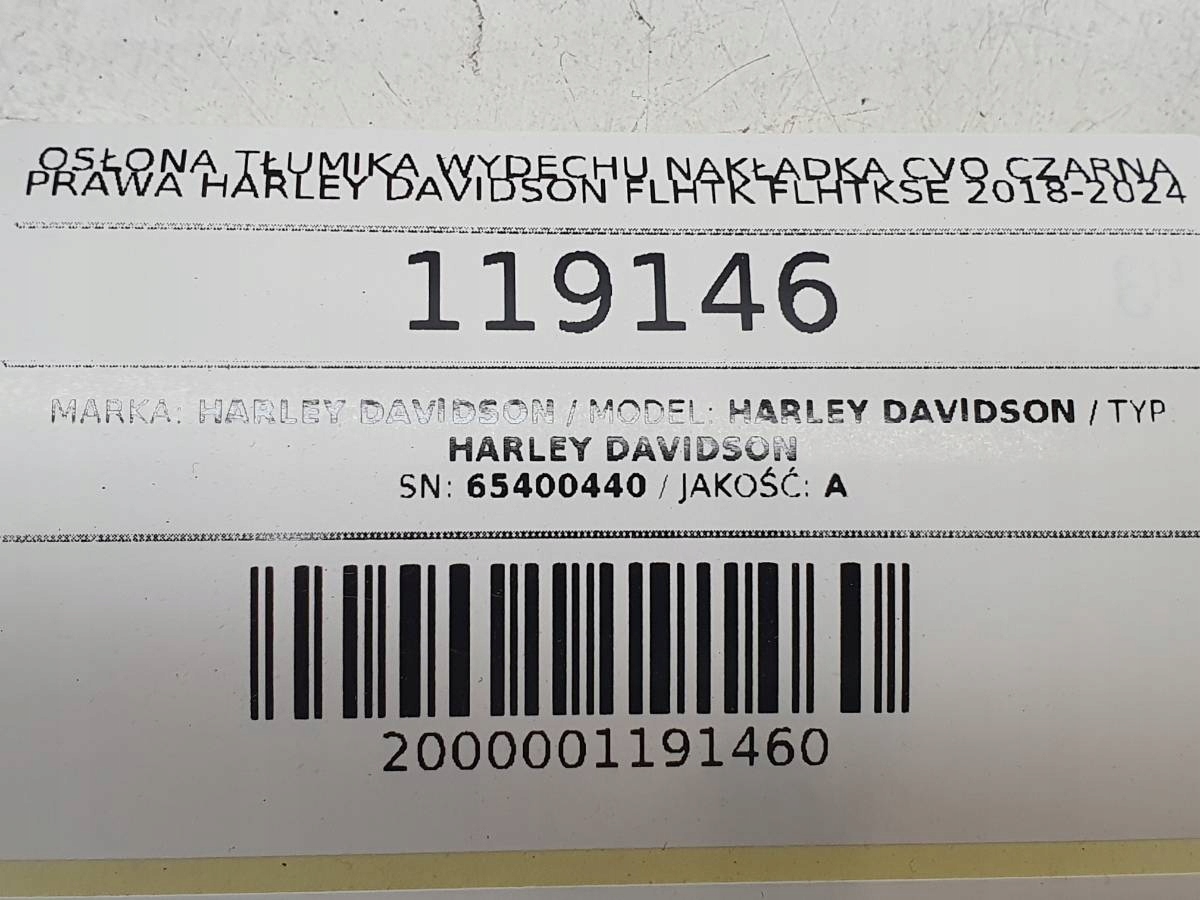 OSŁONA TŁUMIKA WYDECHU NAKŁADKA CVO CZARNA
PRAWA HARLEY DAVIDSON FLHTK FLHTKSE 2018-2024
119146
MARKA: HARLEY DAVIDSON / MODEL: HARLEY DAVIDSON / TYP
HARLEY DAVIDSON
SN: 65400440 / JAKOŚĆ: A
2000001191460